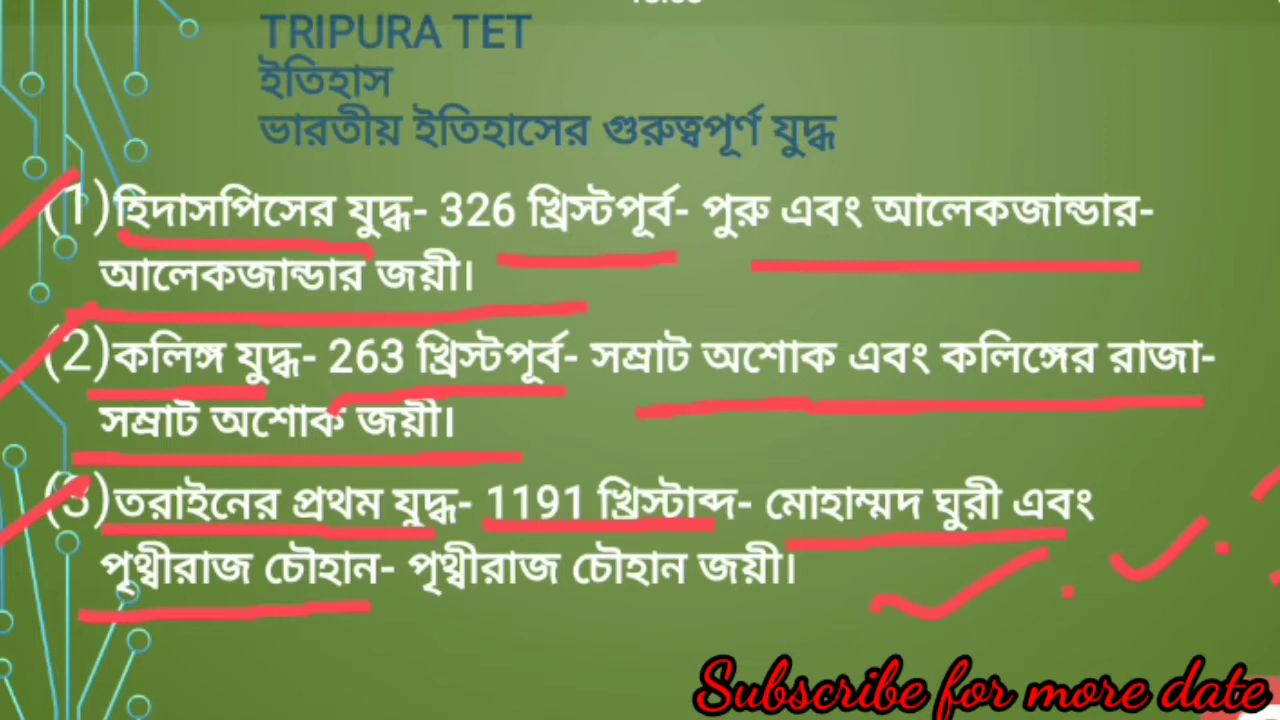 TRIPURA TET
ইতিহাস
ভারতীয় ইতিহাসের গুরুত্বপূর্ণ যুদ্ধ
(1)হিদাসপিসের যুদ্ধ- 326 খ্রিস্টপূর্ব- পুরু এবং আলেকজান্ডার-
আলেকজান্ডার জয়ী।
(2)কলিঙ্গ যুদ্ধ- 263 খ্রিস্টপূর্ব- সম্রাট অশোক এবং কলিঙ্গের রাজা-
সম্রাট অশোক জয়ী।
(3)তরাইনের প্রথম যুদ্ধ- 1191 খ্রিস্টাব্দ- মোহাম্মদ ঘুরী এবং
পৃথ্বীরাজ চৌহান- পৃথ্বীরাজ চৌহান জয়ী।
Subscribe for more date